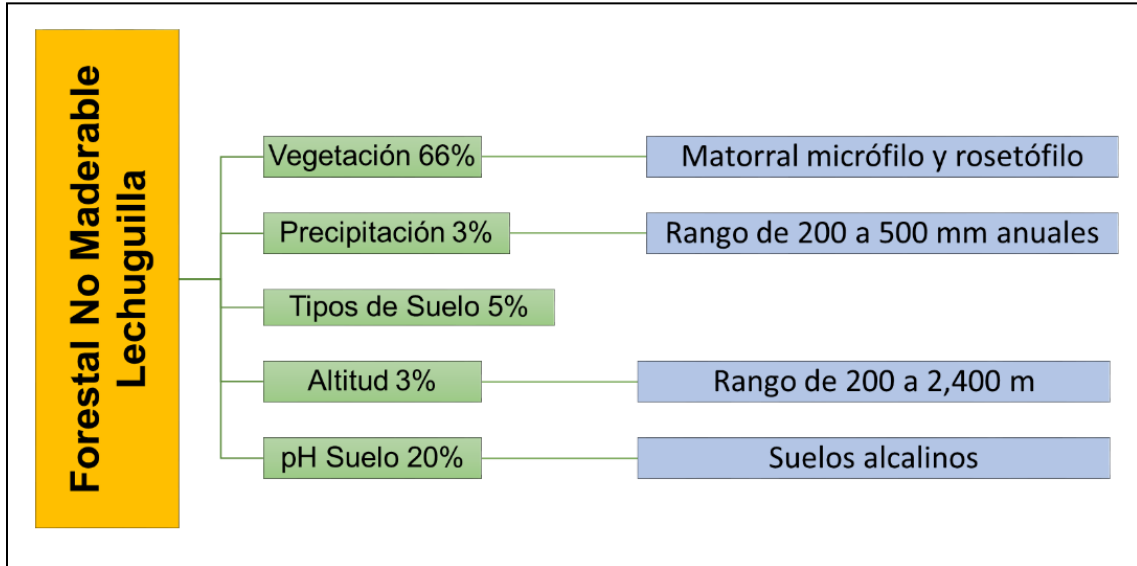 Forestal No Maderable
Lechuguilla
Vegetación 66%
Matorral micrófilo y rosetófilo
Precipitación 3%
Rango de 200 a 500 mm anuales
Tipos de Suelo 5%
Altitud 3%
Rango de 200 a 2,400 m
pH Suelo 20%
Suelos alcalinos